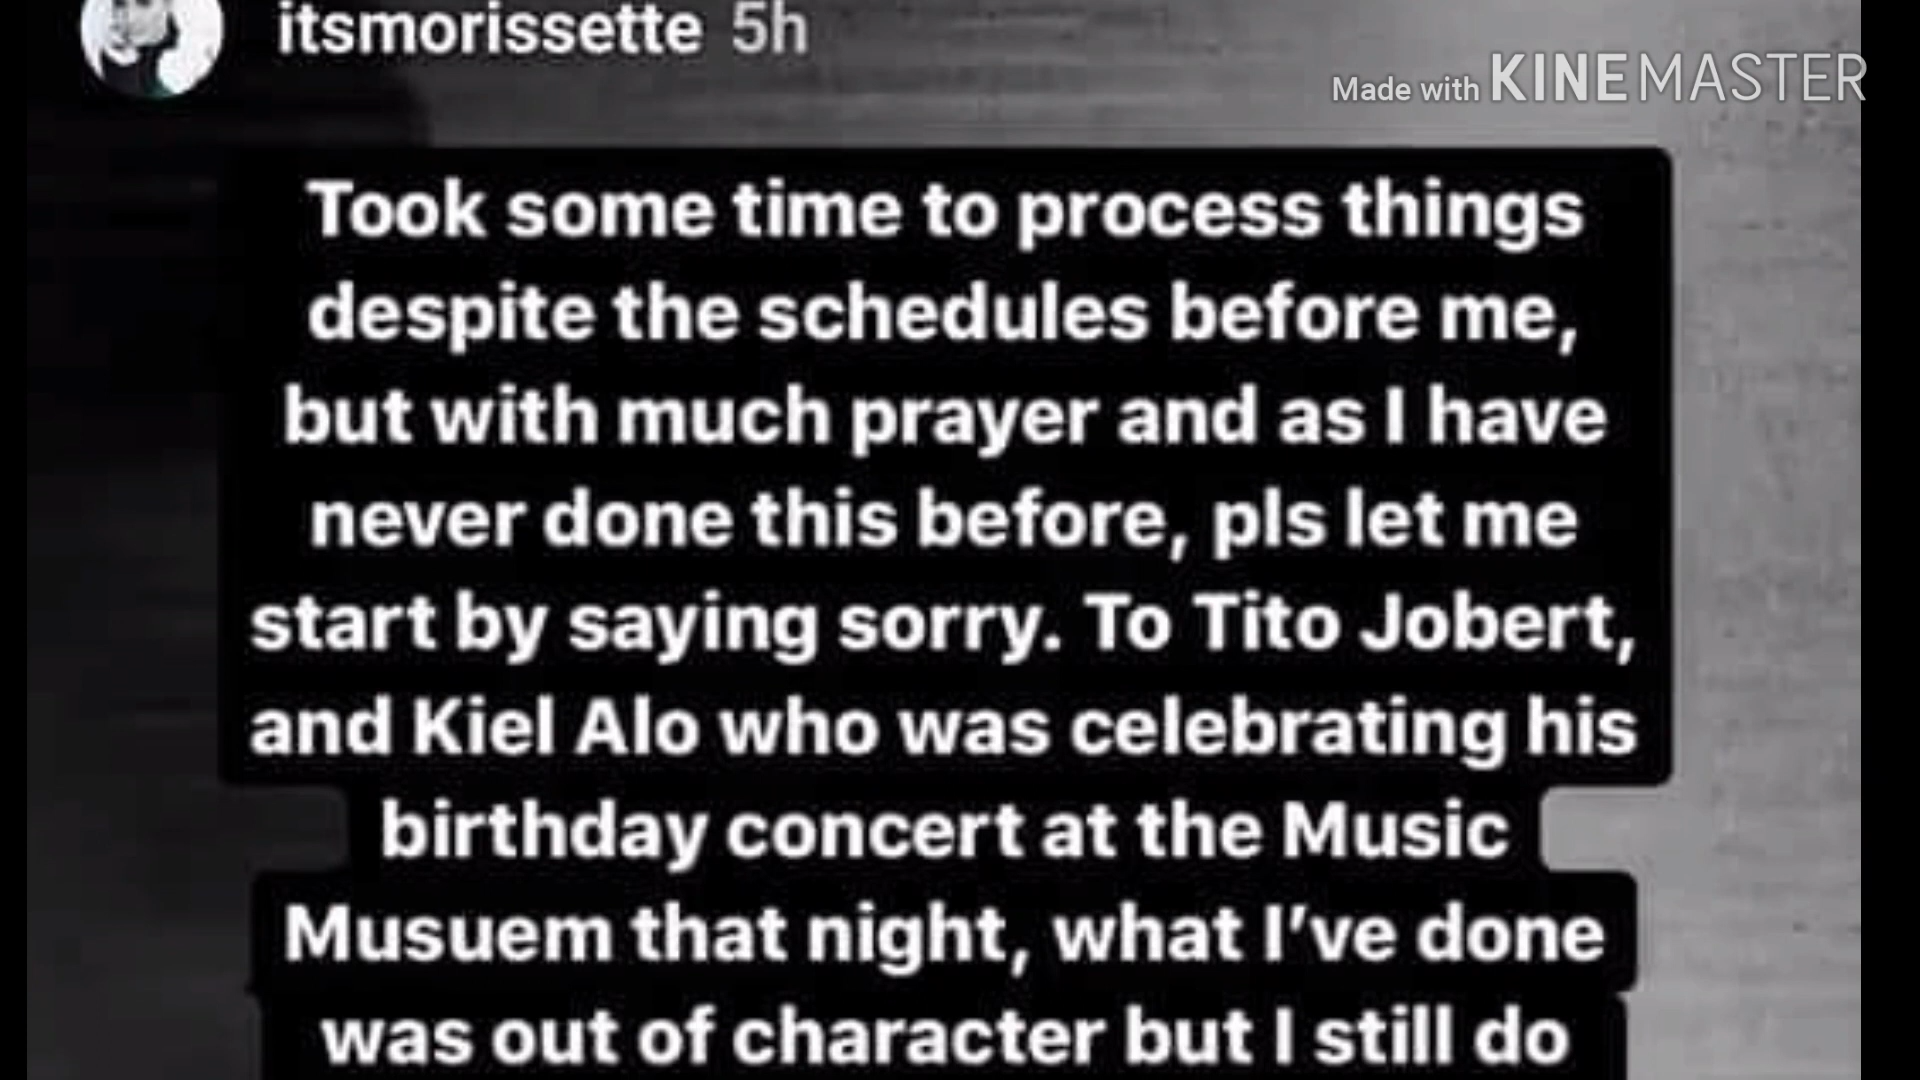 itsmorissette 5h
Made with KINEMASTER
Took some time to process things
despite the schedules before me,
but with much prayer and as I have
never done this before, pls let me
start by saying sorry. To Tito Jobert,
and Kiel Alo who was celebrating his
birthday concert at the Music
Musuem that night, what I've done
was out of character but I still do